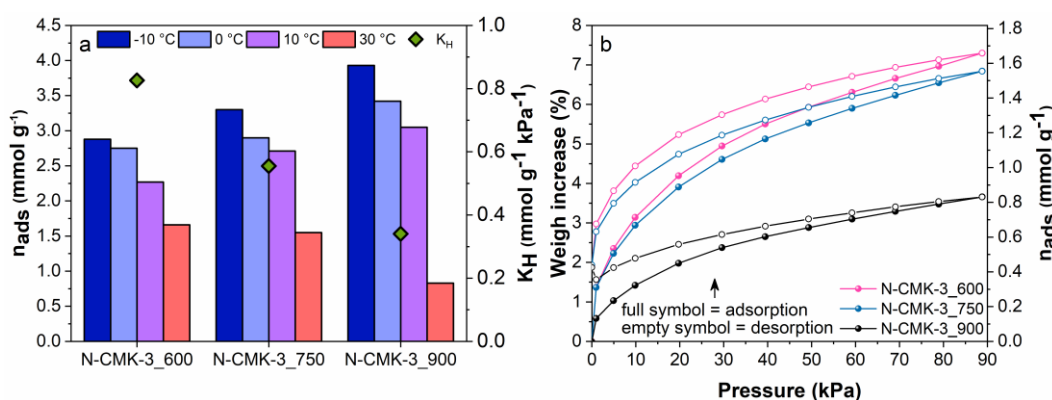 a
-10 °C 0 °C 10 °C 30 °C K_H
n_ads (mmol g⁻¹)
4.5
4.0
3.5
3.0
2.5
2.0
1.5
1.0
0.5
0.0
N-CMK-3_600 N-CMK-3_750 N-CMK-3_900
1.0
0.8
0.6
0.4
0.2
0.0
K_H (mmol g⁻¹ kPa⁻¹)
b
Weigh increase (%)
8
7
6
5
4
3
2
1
0
full symbol = adsorption
empty symbol = desorption
N-CMK-3_600
N-CMK-3_750
N-CMK-3_900
0 10 20 30 40 50 60 70 80 90
Pressure (kPa)
1.8
1.6
1.4
1.2
1.0
0.8
0.6
0.4
0.2
0.0
n_ads (mmol g⁻¹)